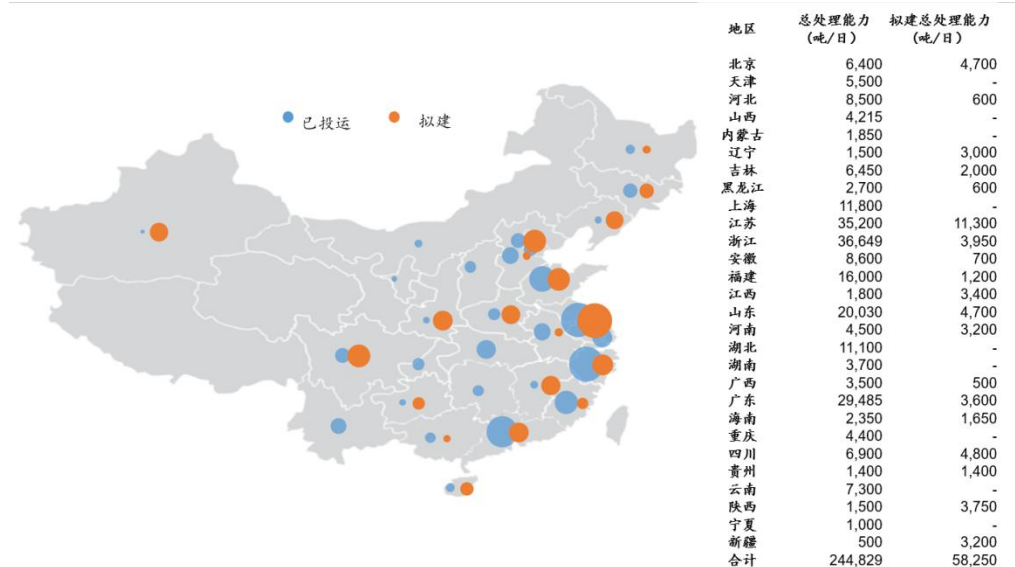 已投运 拟建
地区 总处理能力 拟建总处理能力
(吨/日) (吨/日)
北京 6,400 4,700
天津 5,500 -
河北 8,500 600
山西 4,215 -
内蒙古 1,850 -
辽宁 1,500 3,000
吉林 6,450 2,000
黑龙江 2,700 600
上海 11,800 -
江苏 35,200 11,300
浙江 36,649 3,950
安徽 8,600 700
福建 16,000 1,200
江西 1,800 3,400
山东 20,030 4,700
河南 4,500 3,200
湖北 11,100 -
湖南 3,700 -
广西 3,500 500
广东 29,485 3,600
海南 2,350 1,650
重庆 4,400 -
四川 6,900 4,800
贵州 1,400 1,400
云南 7,300 -
陕西 1,500 3,750
宁夏 1,000 -
新疆 500 3,200
合计 244,829 58,250